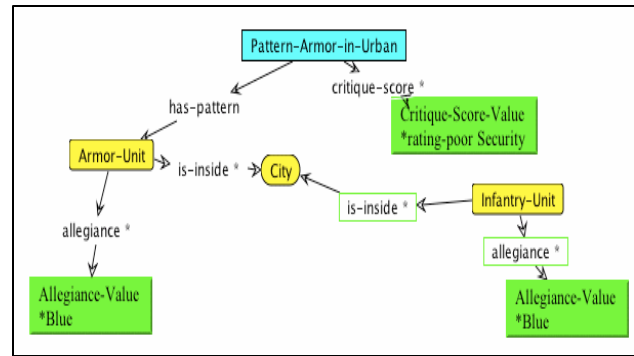 Pattern-Armor-in-Urban
critique-score *
has-pattern
Critique-Score-Value
*rating-poor Security
Armor-Unit
is-inside *
City
is-inside *
Infantry-Unit
allegiance *
allegiance *
Allegiance-Value
*Blue
Allegiance-Value
*Blue